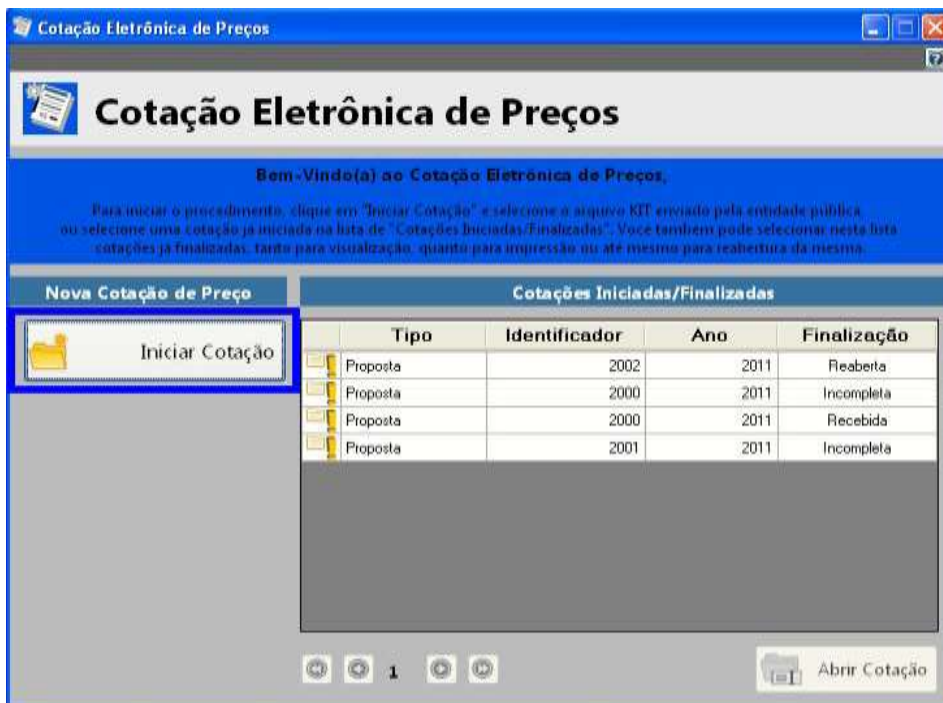 Cotação Eletrônica de Preços
Cotação Eletrônica de Preços
Bem-Vindo(a) ao Cotação Eletrônica de Preços,
Para iniciar o procedimento, clique em "Iniciar Cotação" e selecione o arquivo KIT enviado pela entidade pública,
ou selecione uma cotação já iniciada na lista de "Cotações Iniciadas/Finalizadas". Você também pode selecionar nesta lista
cotações já finalizadas, tanto para visualização, quanto para impressão ou até mesmo para reabertura da mesma.
Nova Cotação de Preço
Cotações Iniciadas/Finalizadas
Iniciar Cotação
Tipo Identificador Ano Finalização
Proposta 2002 2011 Reaberta
Proposta 2000 2011 Incompleta
Proposta 2000 2011 Recebida
Proposta 2001 2011 Incompleta
1
Abrir Cotação